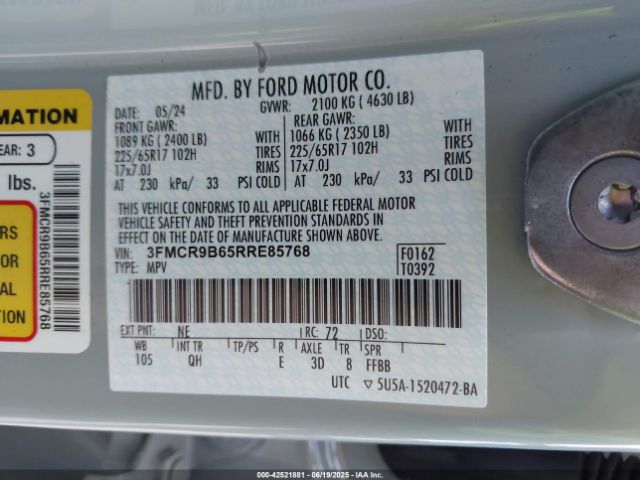 MFD. BY FORD MOTOR CO.
DATE: 05/24 GVWR: 2100 KG ( 4630 LB)
FRONT GAWR: REAR GAWR:
1089 KG ( 2400 LB) WITH 1066 KG ( 2350 LB) WITH
225/65R17 102H TIRES 225/65R17 102H TIRES
17x7.0J RIMS 17x7.0J RIMS
AT 230 kPa/ 33 PSI COLD AT 230 kPa/ 33 PSI COLD
THIS VEHICLE CONFORMS TO ALL APPLICABLE FEDERAL MOTOR
VEHICLE SAFETY AND THEFT PREVENTION STANDARDS IN
EFFECT ON THE DATE OF MANUFACTURE SHOWN ABOVE.
VIN: 3FMCR9B65RRE85768 F0162
TYPE: MPV T0392
EXT PNT: NE RC: 72 DSO:
WB INT TR TP/PS R AXLE TR SPR
105 QH E 3D 8 FFBB
UTC ▽ 5U5A-1520472-BA
MATION
EAR: 3
lbs.
RS
OR
AL
TION
3FMCR9B65RRE85768
000-42521881 - 06/19/2025 - IAAI.com